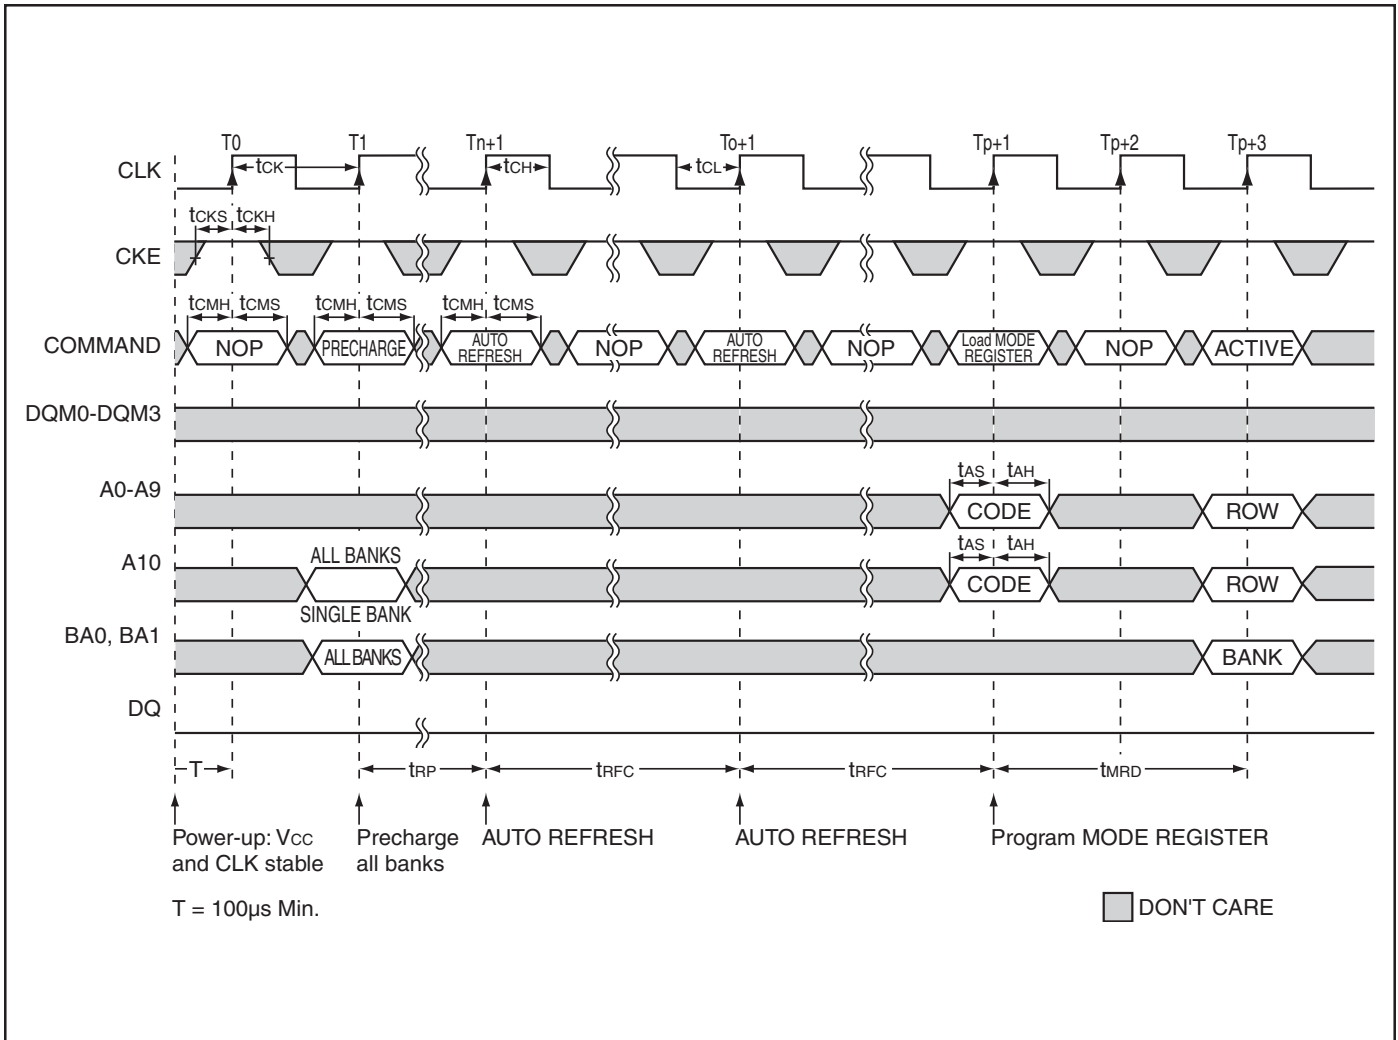 T0 T1 Tn+1 To+1 Tp+1 Tp+2 Tp+3
CLK tCK tCH tCL
tCKS tCKH
CKE
tCMH tCMS tCMH tCMS tCMH tCMS
COMMAND NOP PRECHARGE AUTO REFRESH NOP AUTO REFRESH NOP Load MODE REGISTER NOP ACTIVE
DQM0-DQM3
tAS tAH
A0-A9 CODE ROW
ALL BANKS tAS tAH
A10 CODE ROW
SINGLE BANK
BA0, BA1 ALL BANKS BANK
DQ
T tRP tRFC tRFC tMRD
Power-up: VCC Precharge AUTO REFRESH AUTO REFRESH Program MODE REGISTER
and CLK stable all banks
T = 100µs Min. DON'T CARE